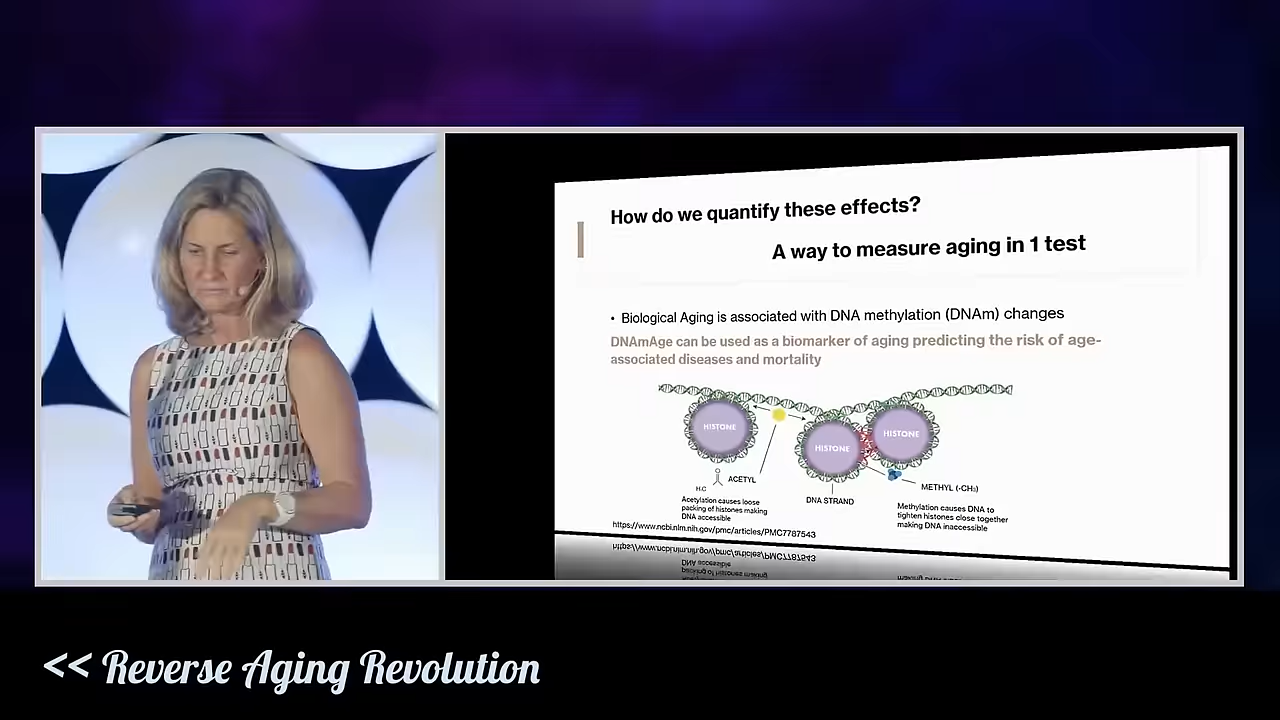 How do we quantify these effects?
A way to measure aging in 1 test
• Biological Aging is associated with DNA methylation (DNAm) changes
DNAmAge can be used as a biomarker of aging predicting the risk of age-
associated diseases and mortality
HISTONE
HISTONE
HISTONE
H₃C
ACETYL
Acetylation causes loose
packing of histones making
DNA accessible
DNA STRAND
METHYL (-CH₃)
Methylation causes DNA to
tighten histones close together
making DNA inaccessible
https://www.ncbi.nlm.nih.gov/pmc/articles/PMC7787543
<< Reverse Aging Revolution